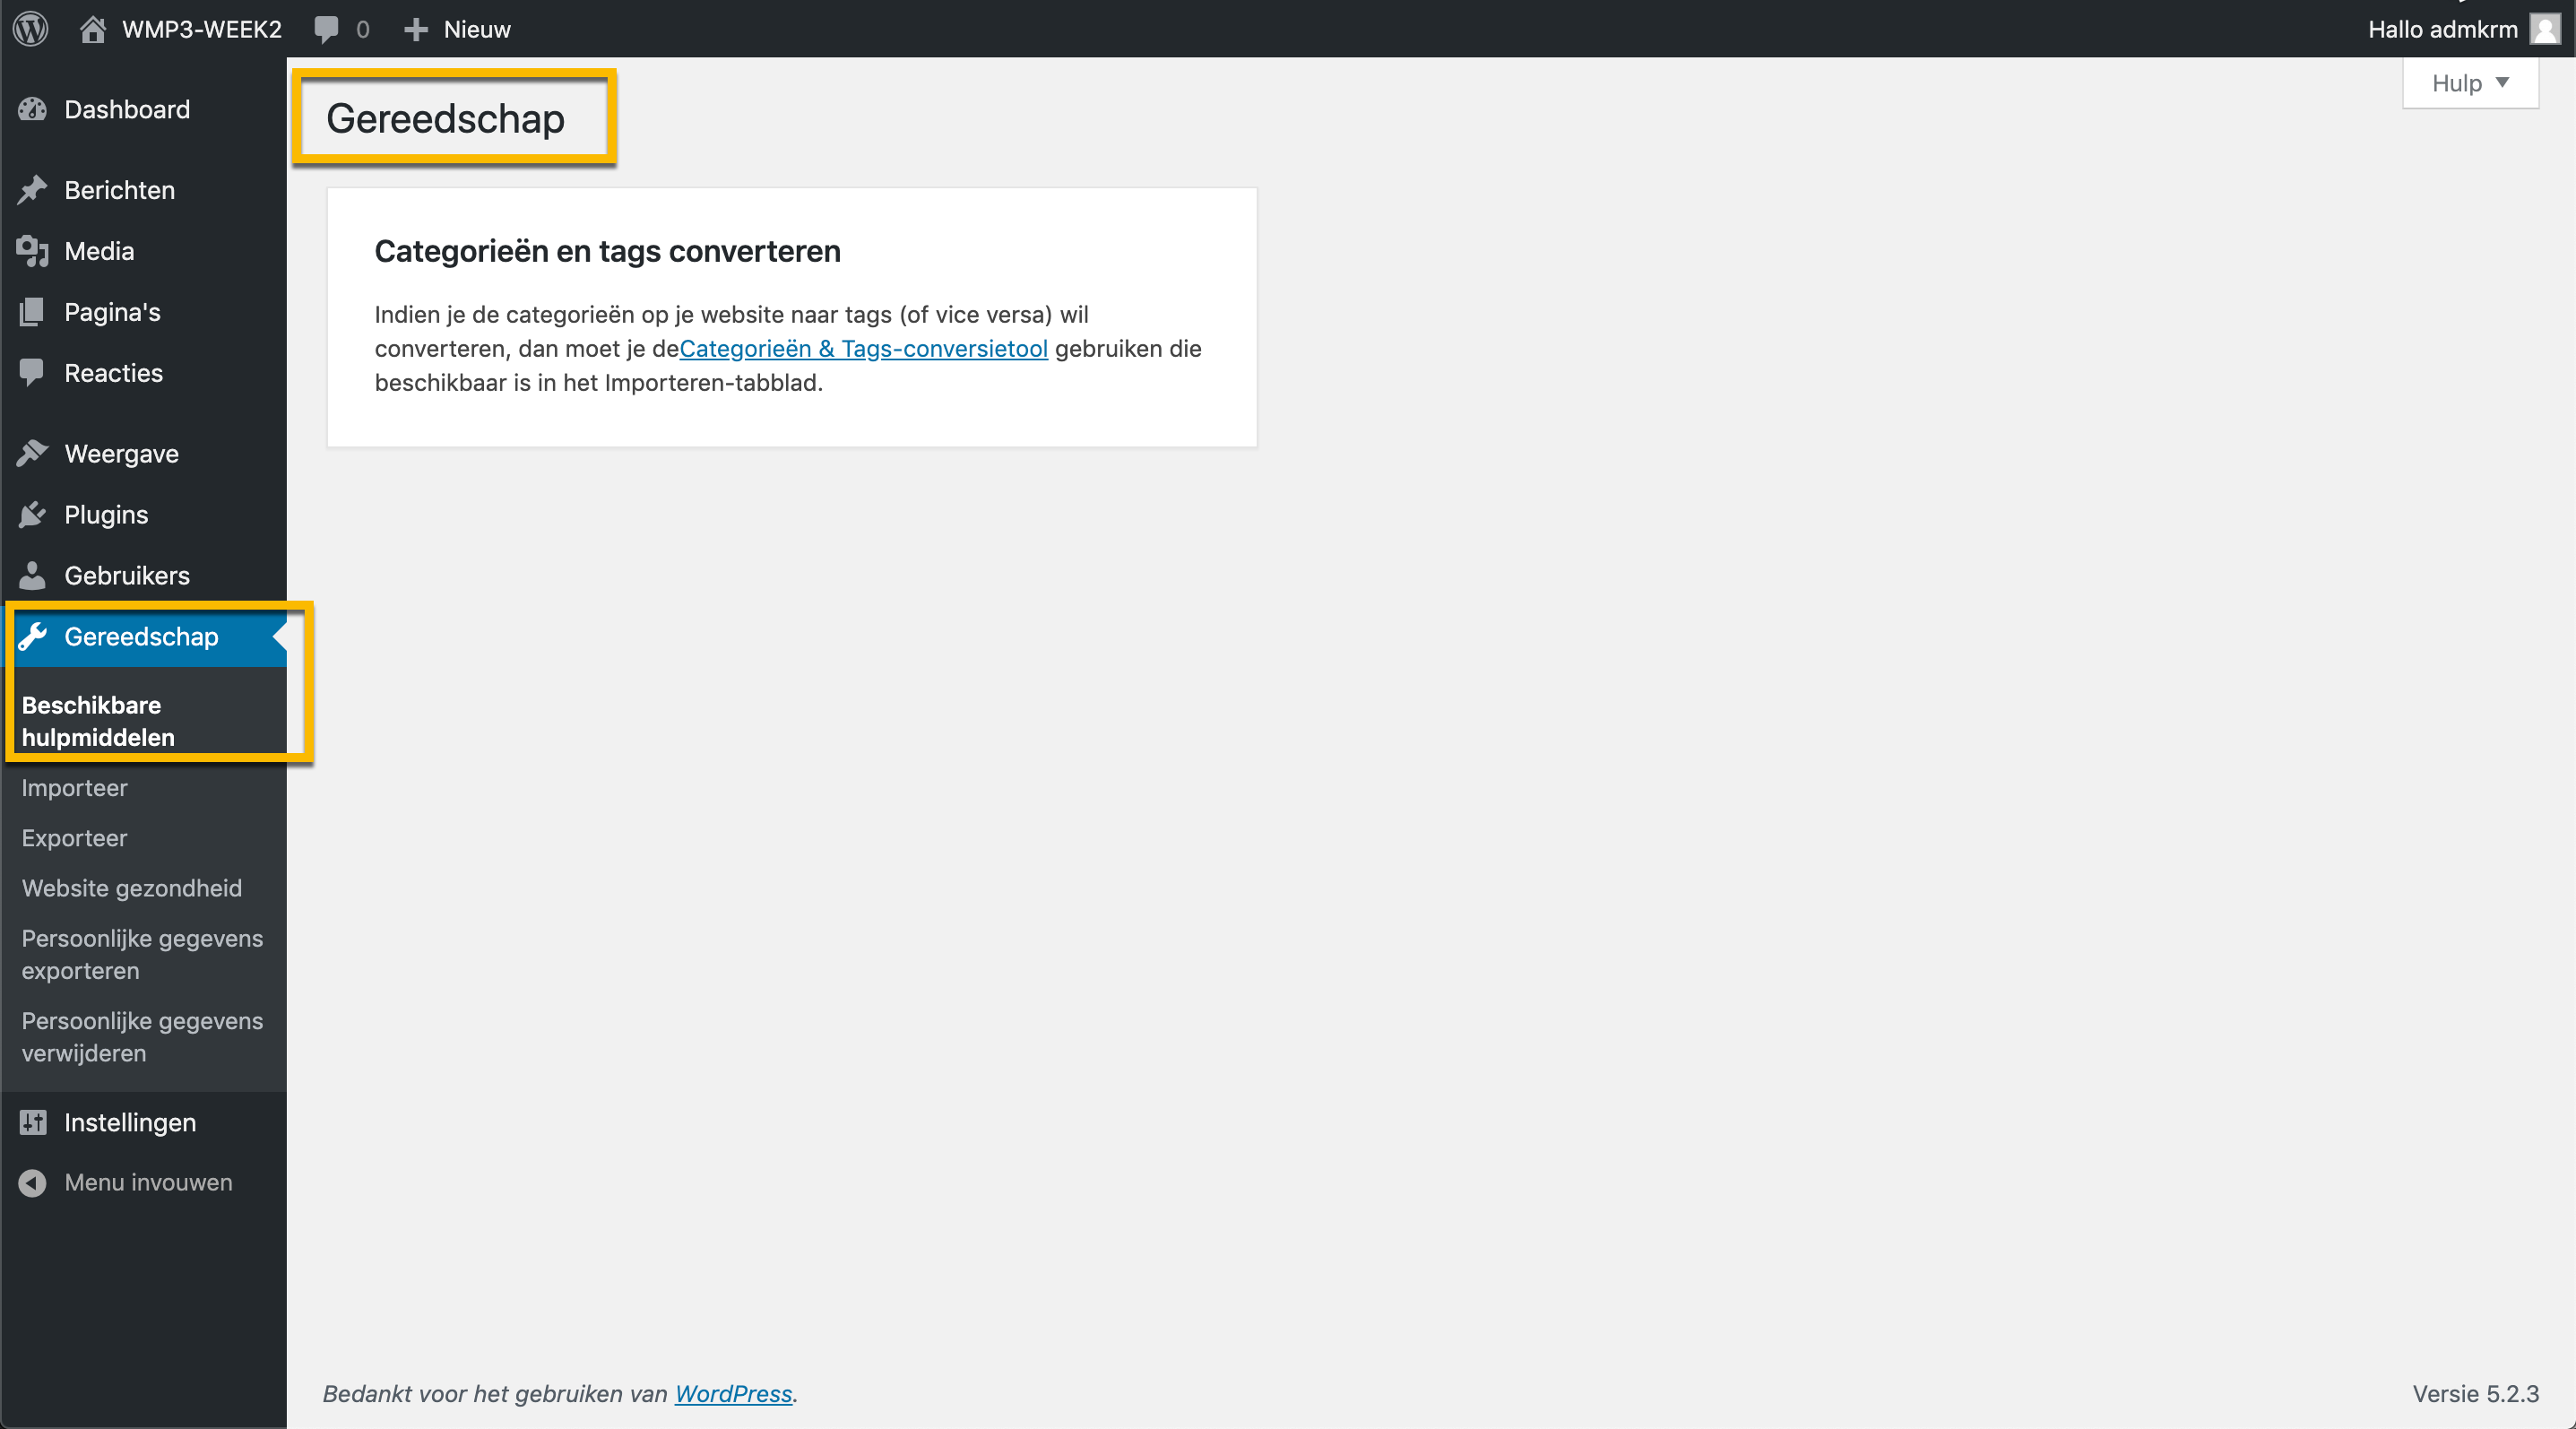 WMP3-WEEK2 0 Nieuw
Hallo admkrm
Hulp
Dashboard
Berichten
Media
Pagina's
Reacties
Weergave
Plugins
Gebruikers
Gereedschap
Beschikbare
hulpmiddelen
Importeer
Exporteer
Website gezondheid
Persoonlijke gegevens
exporteren
Persoonlijke gegevens
verwijderen
Instellingen
Menu invouwen
Gereedschap
Categorieën en tags converteren
Indien je de categorieën op je website naar tags (of vice versa) wil
converteren, dan moet je deCategorieën & Tags-conversietool gebruiken die
beschikbaar is in het Importeren-tabblad.
Bedankt voor het gebruiken van WordPress.
Versie 5.2.3